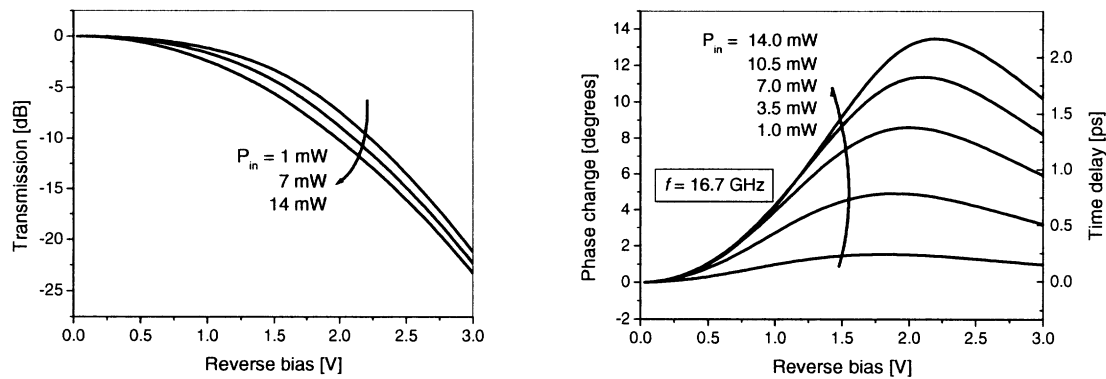 0
-5
-10
-15
-20
-25
Transmission [dB]
P_in = 1 mW
7 mW
14 mW
0.0 0.5 1.0 1.5 2.0 2.5 3.0
Reverse bias [V]
14
12
10
8
6
4
2
0
-2
Phase change [degrees]
P_in = 14.0 mW
10.5 mW
7.0 mW
3.5 mW
1.0 mW
f = 16.7 GHz
2.0
1.5
1.0
0.5
0.0
Time delay [ps]
0.0 0.5 1.0 1.5 2.0 2.5 3.0
Reverse bias [V]